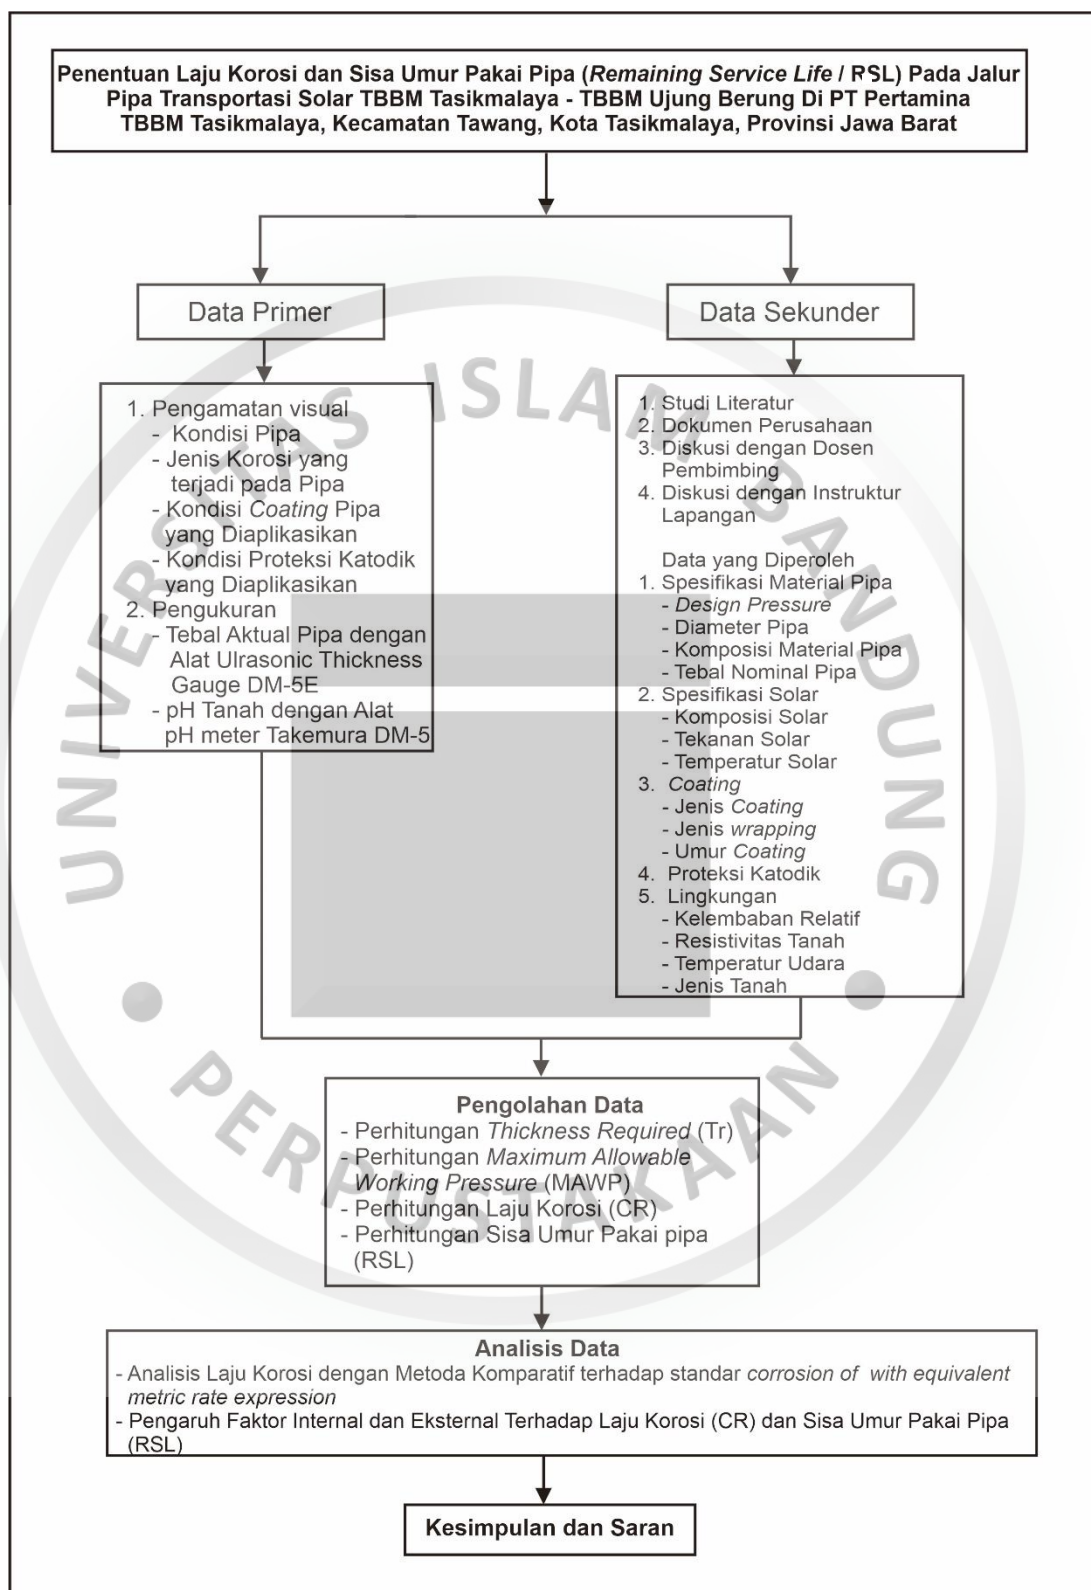 Penentuan Laju Korosi dan Sisa Umur Pakai Pipa (Remaining Service Life / RSL) Pada Jalur
Pipa Transportasi Solar TBBM Tasikmalaya - TBBM Ujung Berung Di PT Pertamina
TBBM Tasikmalaya, Kecamatan Tawang, Kota Tasikmalaya, Provinsi Jawa Barat
Data Primer
1. Pengamatan visual
- Kondisi Pipa
- Jenis Korosi yang
terjadi pada Pipa
- Kondisi Coating Pipa
yang Diaplikasikan
- Kondisi Proteksi Katodik
yang Diaplikasikan
2. Pengukuran
- Tebal Aktual Pipa dengan
Alat Ulrasonic Thickness
Gauge DM-5E
- pH Tanah dengan Alat
pH meter Takemura DM-5
Data Sekunder
1. Studi Literatur
2. Dokumen Perusahaan
3. Diskusi dengan Dosen
Pembimbing
4. Diskusi dengan Instruktur
Lapangan
Data yang Diperoleh
1. Spesifikasi Material Pipa
- Design Pressure
- Diameter Pipa
- Komposisi Material Pipa
- Tebal Nominal Pipa
2. Spesifikasi Solar
- Komposisi Solar
- Tekanan Solar
- Temperatur Solar
3. Coating
- Jenis Coating
- Jenis wrapping
- Umur Coating
4. Proteksi Katodik
5. Lingkungan
- Kelembaban Relatif
- Resistivitas Tanah
- Temperatur Udara
- Jenis Tanah
Pengolahan Data
- Perhitungan Thickness Required (Tr)
- Perhitungan Maximum Allowable
Working Pressure (MAWP)
- Perhitungan Laju Korosi (CR)
- Perhitungan Sisa Umur Pakai pipa
(RSL)
Analisis Data
- Analisis Laju Korosi dengan Metoda Komparatif terhadap standar corrosion of with equivalent
metric rate expression
- Pengaruh Faktor Internal dan Eksternal Terhadap Laju Korosi (CR) dan Sisa Umur Pakai Pipa
(RSL)
Kesimpulan dan Saran
UNIVERSITAS ISLAM BANDUNG
PERPUSTAKAAN